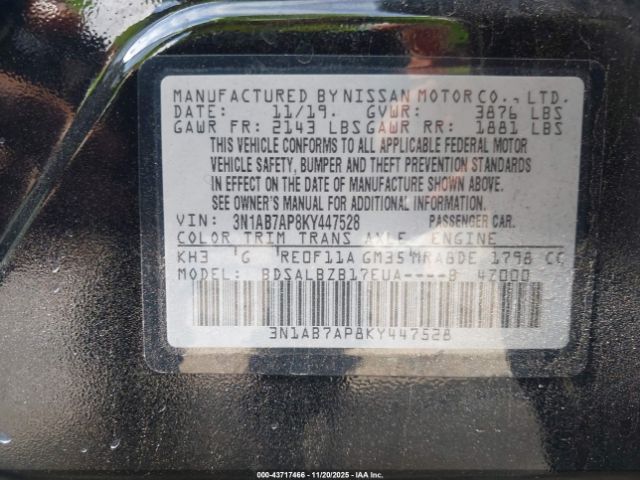 MANUFACTURED BY NISSAN MOTOR CO., LTD.
DATE: 11/19. GVWR: 3876 LBS
GAWR FR: 2143 LBS GAWR RR: 1881 LBS
THIS VEHICLE CONFORMS TO ALL APPLICABLE FEDERAL MOTOR
VEHICLE SAFETY, BUMPER AND THEFT PREVENTION STANDARDS
IN EFFECT ON THE DATE OF MANUFACTURE SHOWN ABOVE.
SEE OWNER'S MANUAL FOR ADDITIONAL INFORMATION.
VIN: 3N1AB7AP8KY447528 PASSENGER CAR.
COLOR TRIM TRANS AXLE ENGINE
KH3 'G 'RE0F11A GM35 'MRA8DE 1798 CC
MODEL: BDSALBZB17EUA----B 47000
3N1AB7AP8KY447528
000-43717466 - 11/20/2025 - IAAI.COM